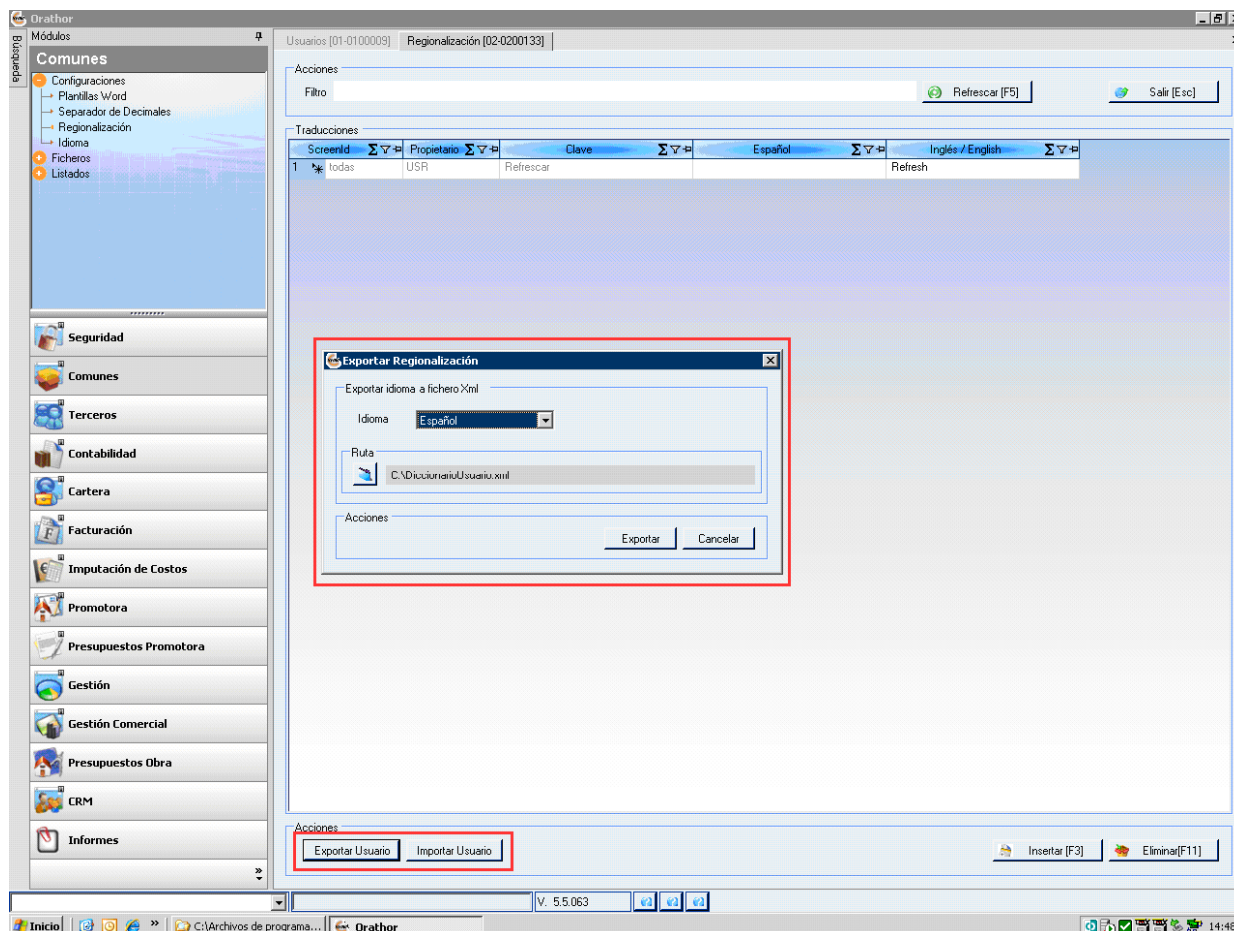 Orathor
Búsqueda
Módulos
Comunes
Configuraciones
Plantillas Word
Separador de Decimales
Regionalización
Idioma
Ficheros
Listados
Seguridad
Comunes
Terceros
Contabilidad
Cartera
Facturación
Imputación de Costos
Promotora
Presupuestos Promotora
Gestión
Gestión Comercial
Presupuestos Obra
CRM
Informes
Usuarios [01-0100009] Regionalización [02-0200133]
Acciones
Filtro Refrescar [F5] Salir [Esc]
Traducciones
ScreenId Propietario Clave Español Inglés / English
1 todas USR Refrescar Refresh
Exportar Regionalización
Exportar idioma a fichero Xml
Idioma Español
Ruta
C:\DiccionarioUsuario.xml
Acciones
Exportar Cancelar
Acciones
Exportar Usuario Importar Usuario Insertar [F3] Eliminar[F11]
V. 5.5.063
Inicio C:\Archivos de programa... Orathor 14:48